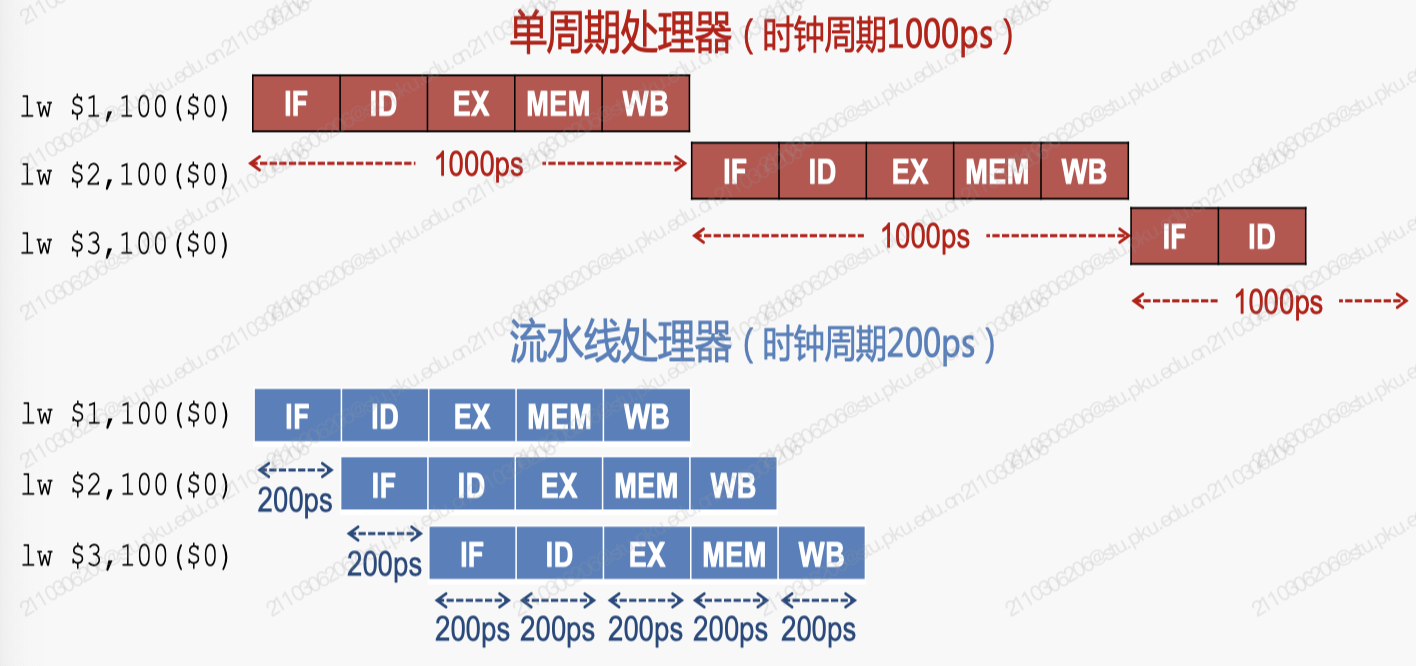 单周期处理器（时钟周期1000ps）
lw $1,100($0) IF ID EX MEM WB
1000ps
lw $2,100($0) IF ID EX MEM WB
1000ps
lw $3,100($0) IF ID
1000ps
流水线处理器（时钟周期200ps）
lw $1,100($0) IF ID EX MEM WB
200ps
lw $2,100($0) IF ID EX MEM WB
200ps
lw $3,100($0) IF ID EX MEM WB
200ps 200ps 200ps 200ps 200ps
2110306206@stu.pku.edu.cn